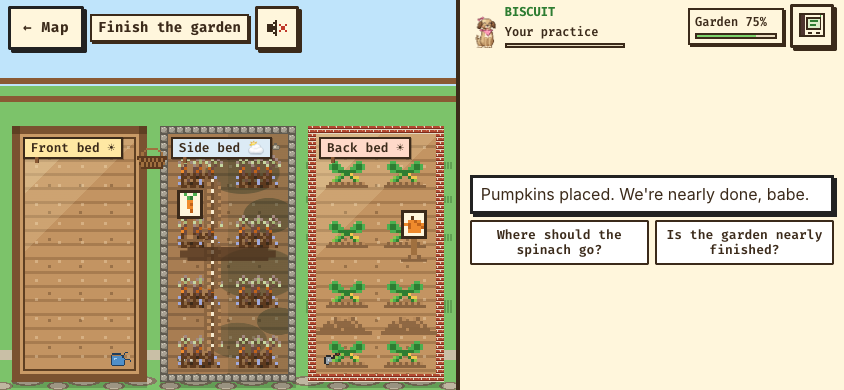 ← Map
Finish the garden
BISCUIT
Your practice
Garden 75%
Front bed ☀
Side bed ⛅
Back bed ☀
Pumpkins placed. We're nearly done, babe.
Where should the
spinach go?
Is the garden nearly
finished?